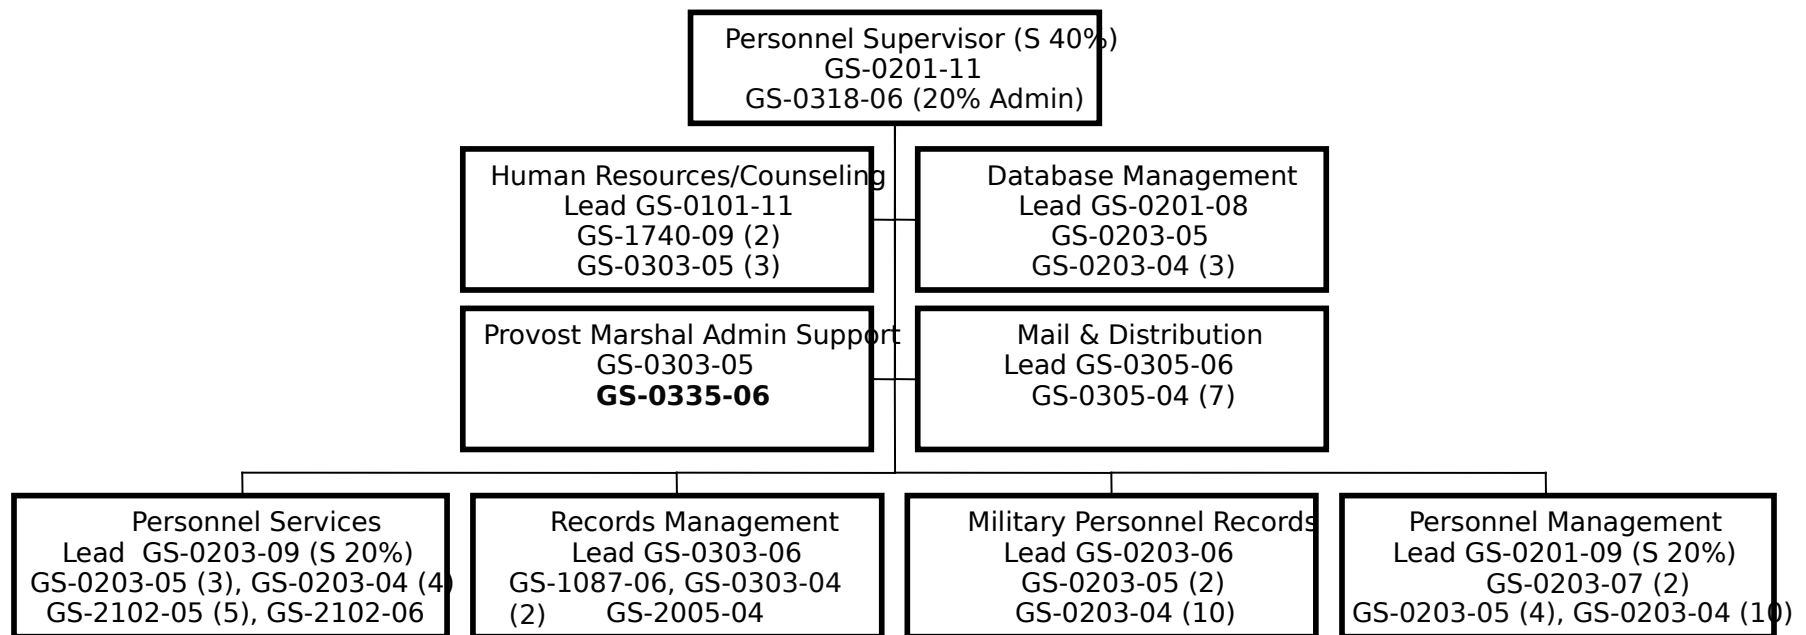 Personnel Supervisor (S 40%)
GS-0201-11
GS-0318-06 (20% Admin)
Human Resources/Counseling
Lead GS-0101-11
GS-1740-09 (2)
GS-0303-05 (3)
Database Management
Lead GS-0201-08
GS-0203-05
GS-0203-04 (3)
Provost Marshal Admin Support
GS-0303-05
GS-0335-06
Mail & Distribution
Lead GS-0305-06
GS-0305-04 (7)
Personnel Services
Lead  GS-0203-09 (S 20%)
GS-0203-05 (3), GS-0203-04 (4)
GS-2102-05 (5), GS-2102-06
Records Management
Lead GS-0303-06
GS-1087-06, GS-0303-04
(2) GS-2005-04
Military Personnel Records
Lead GS-0203-06
GS-0203-05 (2)
GS-0203-04 (10)
Personnel Management
Lead GS-0201-09 (S 20%)
GS-0203-07 (2)
GS-0203-05 (4), GS-0203-04 (10)